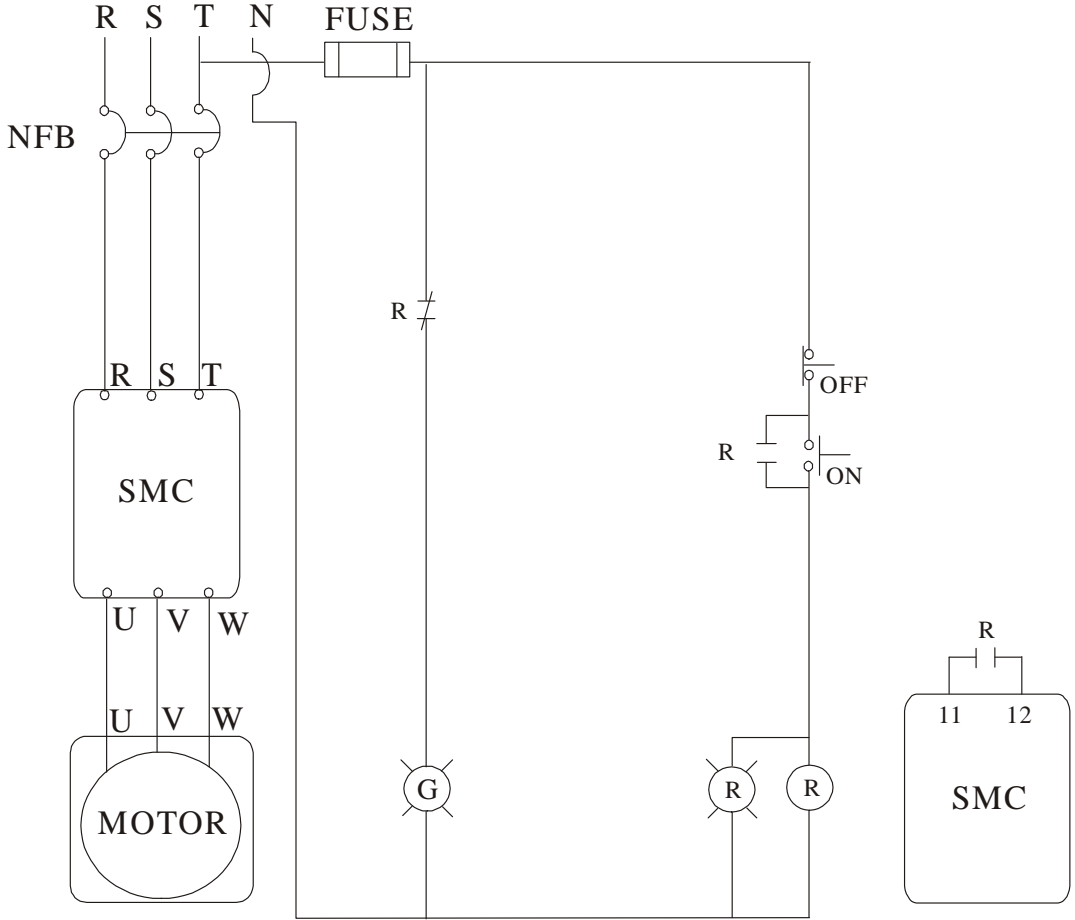 R S T N FUSE
NFB
R
R S T
OFF
R
ON
SMC
U V W
R
U V W
11 12
G R R
SMC
MOTOR